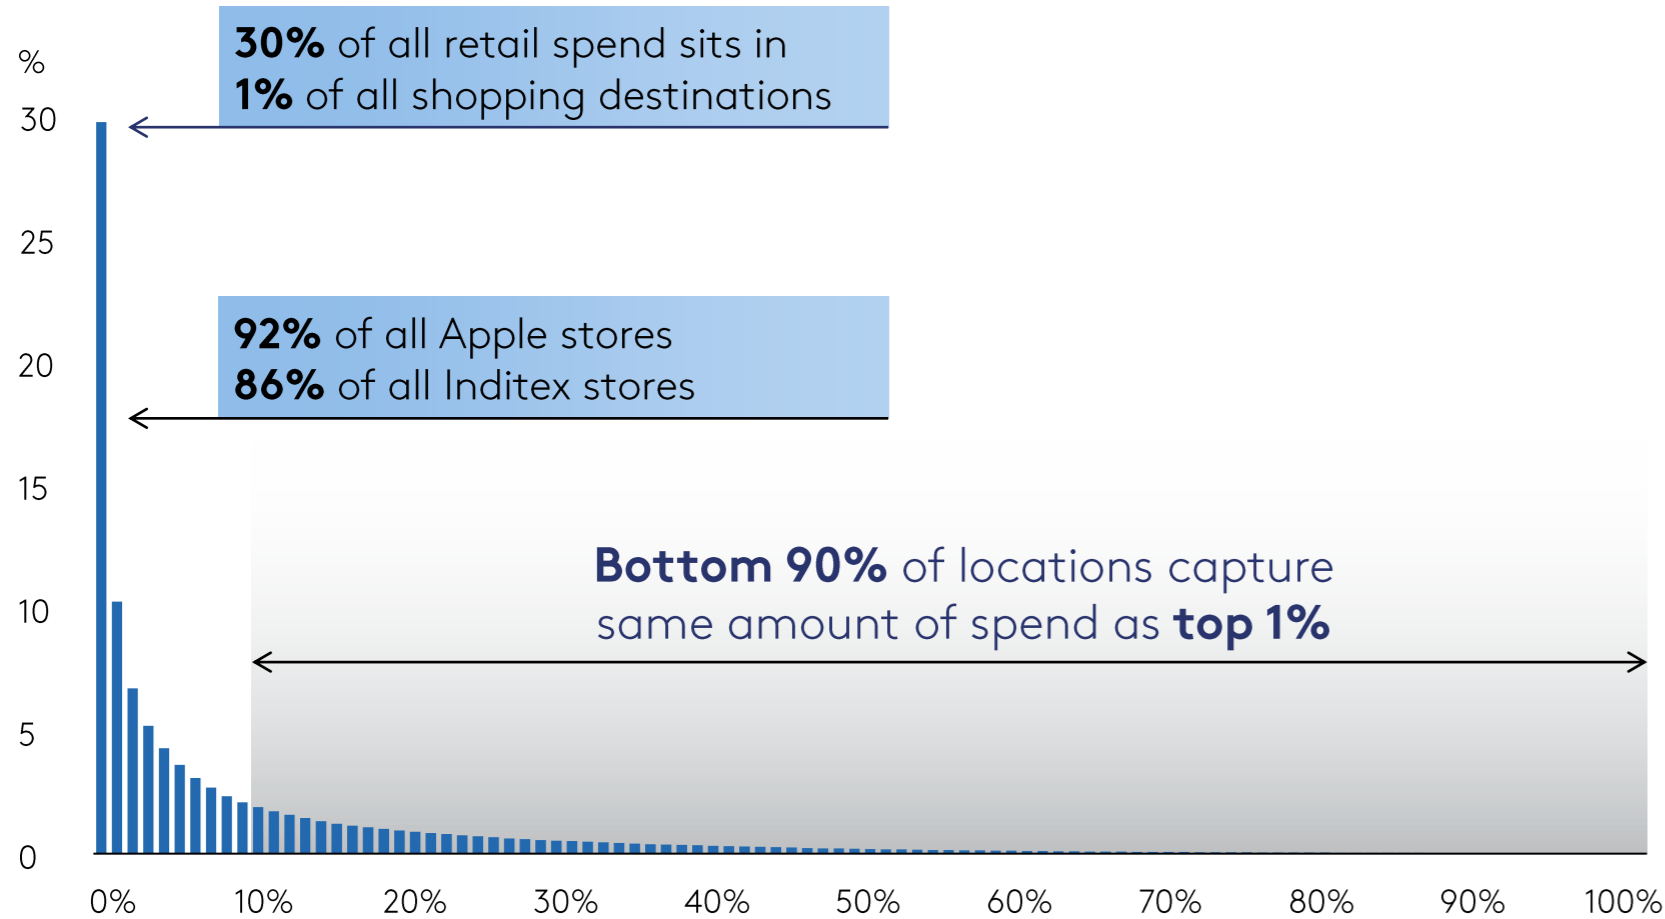 30% of all retail spend sits in
1% of all shopping destinations
%
30
25
92% of all Apple stores
86% of all Inditex stores
20
15
Bottom 90% of locations capture
same amount of spend as top 1%
10
5
0
0% 10% 20% 30% 40% 50% 60% 70% 80% 90% 100%